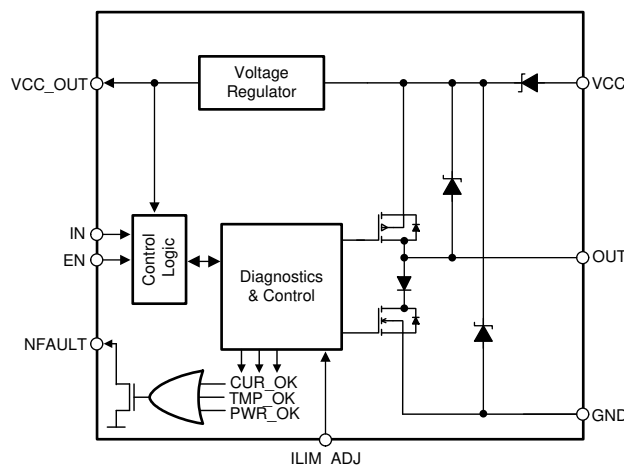 VCC_OUT
Voltage
Regulator
VCC
IN
EN
Control
Logic
Diagnostics
& Control
OUT
NFAULT
CUR_OK
TMP_OK
PWR_OK
GND
ILIM_ADJ